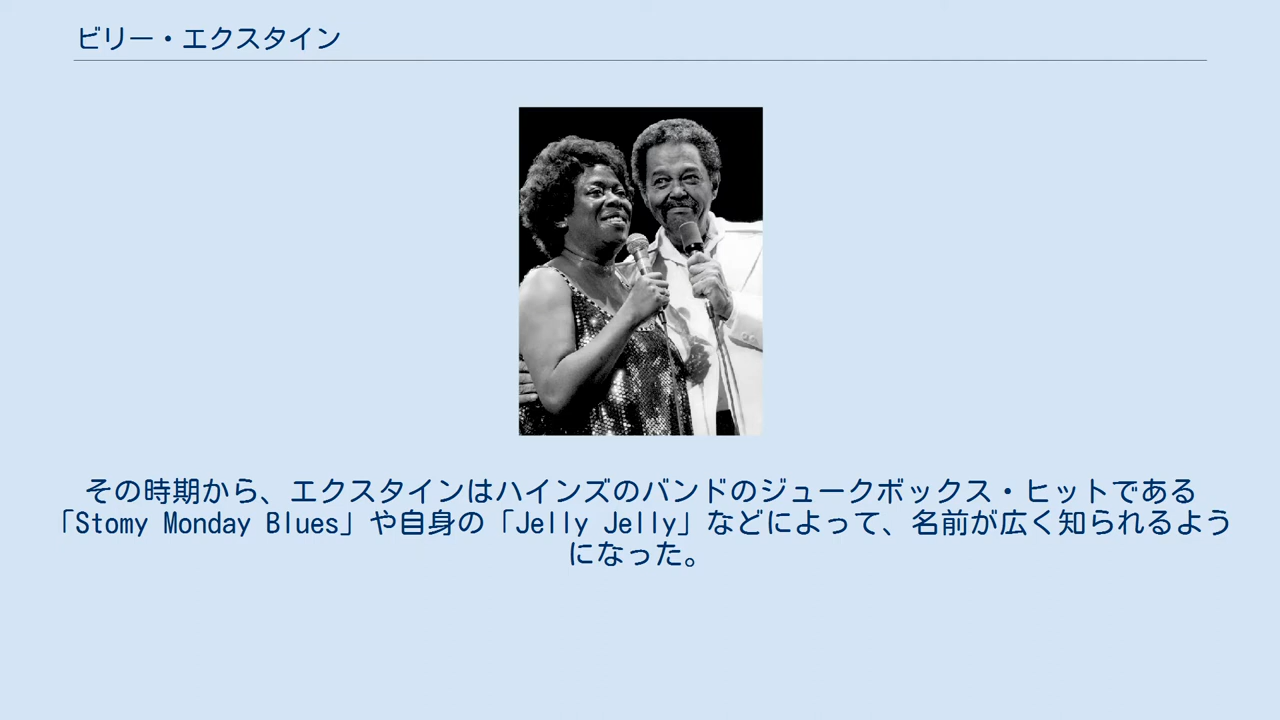 ビリー・エクスタイン
その時期から、エクスタインはハインズのバンドのジュークボックス・ヒットである
「Stomy Monday Blues」や自身の「Jelly Jelly」などによって、名前が広く知られるよう
になった。